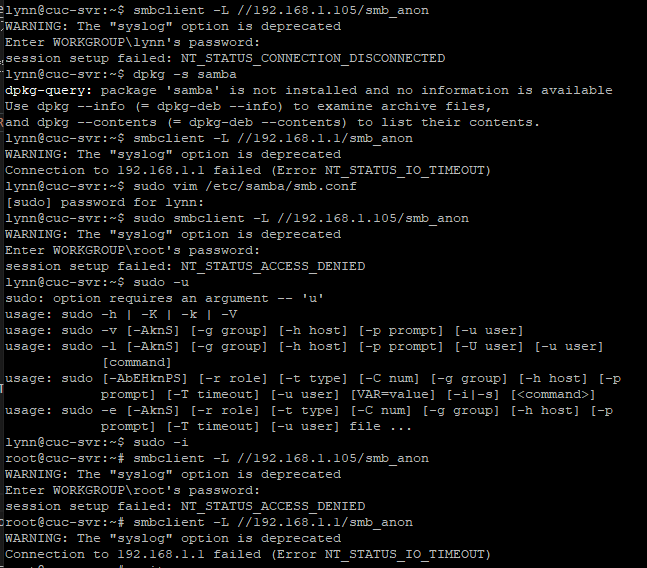 lynn@cuc-svr:~$ smbclient -L //192.168.1.105/smb_anon
WARNING: The "syslog" option is deprecated
Enter WORKGROUP\lynn's password:
session setup failed: NT_STATUS_CONNECTION_DISCONNECTED
lynn@cuc-svr:~$ dpkg -s samba
dpkg-query: package 'samba' is not installed and no information is available
Use dpkg --info (= dpkg-deb --info) to examine archive files,
and dpkg --contents (= dpkg-deb --contents) to list their contents.
lynn@cuc-svr:~$ smbclient -L //192.168.1.1/smb_anon
WARNING: The "syslog" option is deprecated
Connection to 192.168.1.1 failed (Error NT_STATUS_IO_TIMEOUT)
lynn@cuc-svr:~$ sudo vim /etc/samba/smb.conf
[sudo] password for lynn:
lynn@cuc-svr:~$ sudo smbclient -L //192.168.1.105/smb_anon
WARNING: The "syslog" option is deprecated
Enter WORKGROUP\root's password:
session setup failed: NT_STATUS_ACCESS_DENIED
lynn@cuc-svr:~$ sudo -u
sudo: option requires an argument -- 'u'
usage: sudo -h | -K | -k | -V
usage: sudo -v [-AknS] [-g group] [-h host] [-p prompt] [-u user]
usage: sudo -l [-AknS] [-g group] [-h host] [-p prompt] [-U user] [-u user]
[command]
usage: sudo [-AbEHknPS] [-r role] [-t type] [-C num] [-g group] [-h host] [-p
prompt] [-T timeout] [-u user] [VAR=value] [-i|-s] [<command>]
usage: sudo -e [-AknS] [-r role] [-t type] [-C num] [-g group] [-h host] [-p
prompt] [-T timeout] [-u user] file ...
lynn@cuc-svr:~$ sudo -i
root@cuc-svr:~# smbclient -L //192.168.1.105/smb_anon
WARNING: The "syslog" option is deprecated
Enter WORKGROUP\root's password:
session setup failed: NT_STATUS_ACCESS_DENIED
root@cuc-svr:~# smbclient -L //192.168.1.1/smb_anon
WARNING: The "syslog" option is deprecated
Connection to 192.168.1.1 failed (Error NT_STATUS_IO_TIMEOUT)